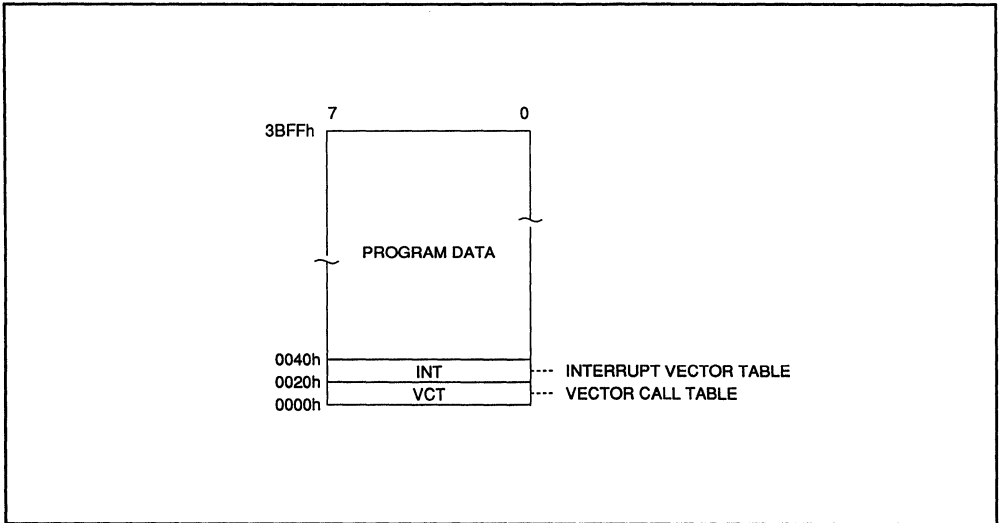 7 0
3BFFh
PROGRAM DATA
0040h
INT INTERRUPT VECTOR TABLE
0020h
VCT VECTOR CALL TABLE
0000h